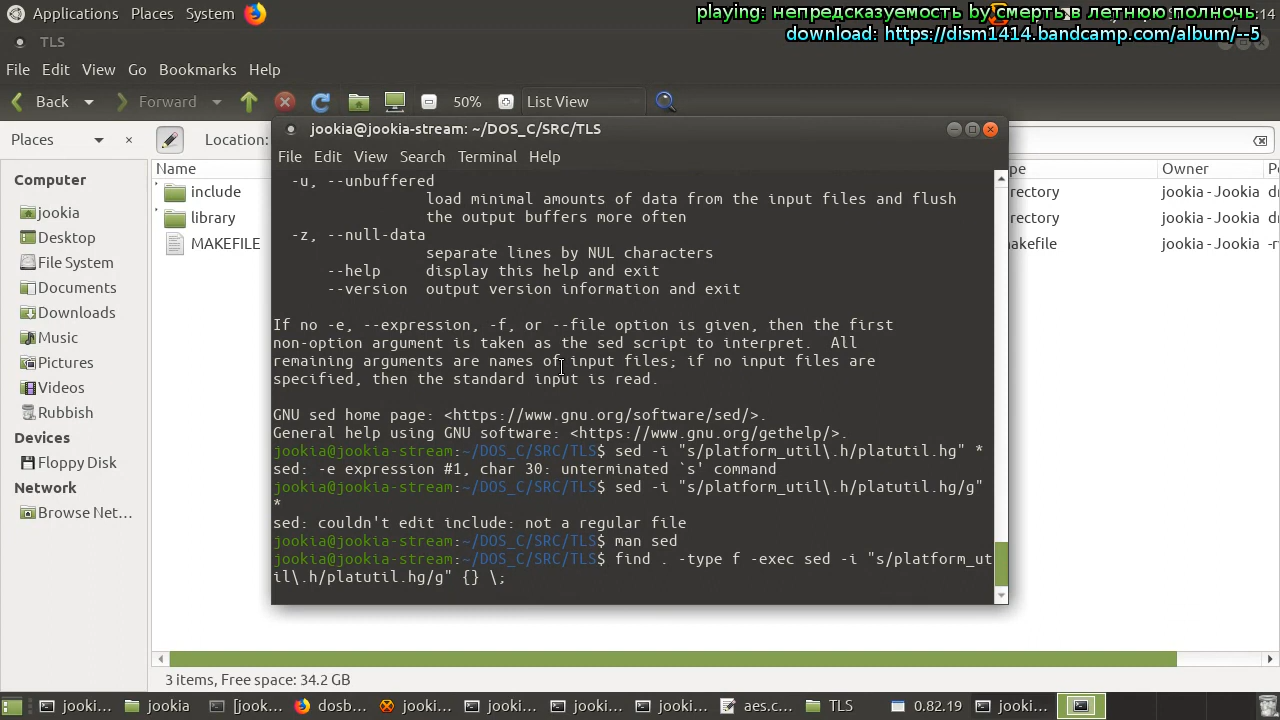 playing: непредсказуемость by смерть в летнюю полночь
Applications Places System
:14
download: https://dism1414.bandcamp.com/album/--5
TLS
File Edit View Go Bookmarks Help
Back Forward 50% List View
Places Location:
jookia@jookia-stream: ~/DOS_C/SRC/TLS
File Edit View Search Terminal Help
Name ype Owner Pe
Computer
jookia
Desktop
File System
Documents
Downloads
Music
Pictures
Videos
Rubbish
Devices
Floppy Disk
Network
Browse Net…
include irectory jookia - Jookia dr
library irectory jookia - Jookia dr
MAKEFILE akefile jookia - Jookia -r
-u, --unbuffered
load minimal amounts of data from the input files and flush
the output buffers more often
-z, --null-data
separate lines by NUL characters
--help display this help and exit
--version output version information and exit
If no -e, --expression, -f, or --file option is given, then the first
non-option argument is taken as the sed script to interpret. All
remaining arguments are names of input files; if no input files are
specified, then the standard input is read.
GNU sed home page: <https://www.gnu.org/software/sed/>.
General help using GNU software: <https://www.gnu.org/gethelp/>.
jookia@jookia-stream:~/DOS_C/SRC/TLS$ sed -i "s/platform_util\.h/platutil.hg" *
sed: -e expression #1, char 30: unterminated `s' command
jookia@jookia-stream:~/DOS_C/SRC/TLS$ sed -i "s/platform_util\.h/platutil.hg/g"
*
sed: couldn't edit include: not a regular file
jookia@jookia-stream:~/DOS_C/SRC/TLS$ man sed
jookia@jookia-stream:~/DOS_C/SRC/TLS$ find . -type f -exec sed -i "s/platform_ut
il\.h/platutil.hg/g" {} \;
3 items, Free space: 34.2 GB
jooki… jookia [jook… dosb… jooki… jooki… jooki… jooki… aes.c… TLS 0.82.19 jooki…